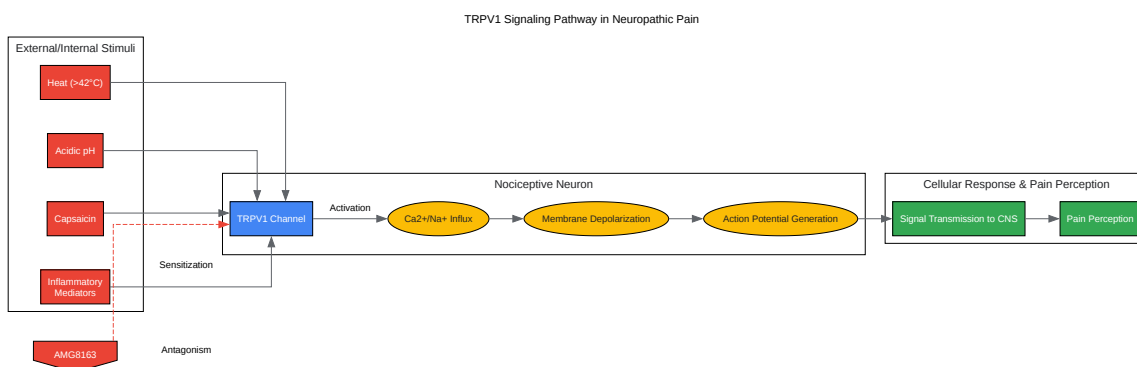 TRPV1 Signaling Pathway in Neuropathic Pain
External/Internal Stimuli
Heat (>42°C)
Acidic pH
Capsaicin
Inflammatory
Mediators
AMG8163
Sensitization
Antagonism
Nociceptive Neuron
TRPV1 Channel
Activation
Ca2+/Na+ Influx
Membrane Depolarization
Action Potential Generation
Cellular Response & Pain Perception
Signal Transmission to CNS
Pain Perception